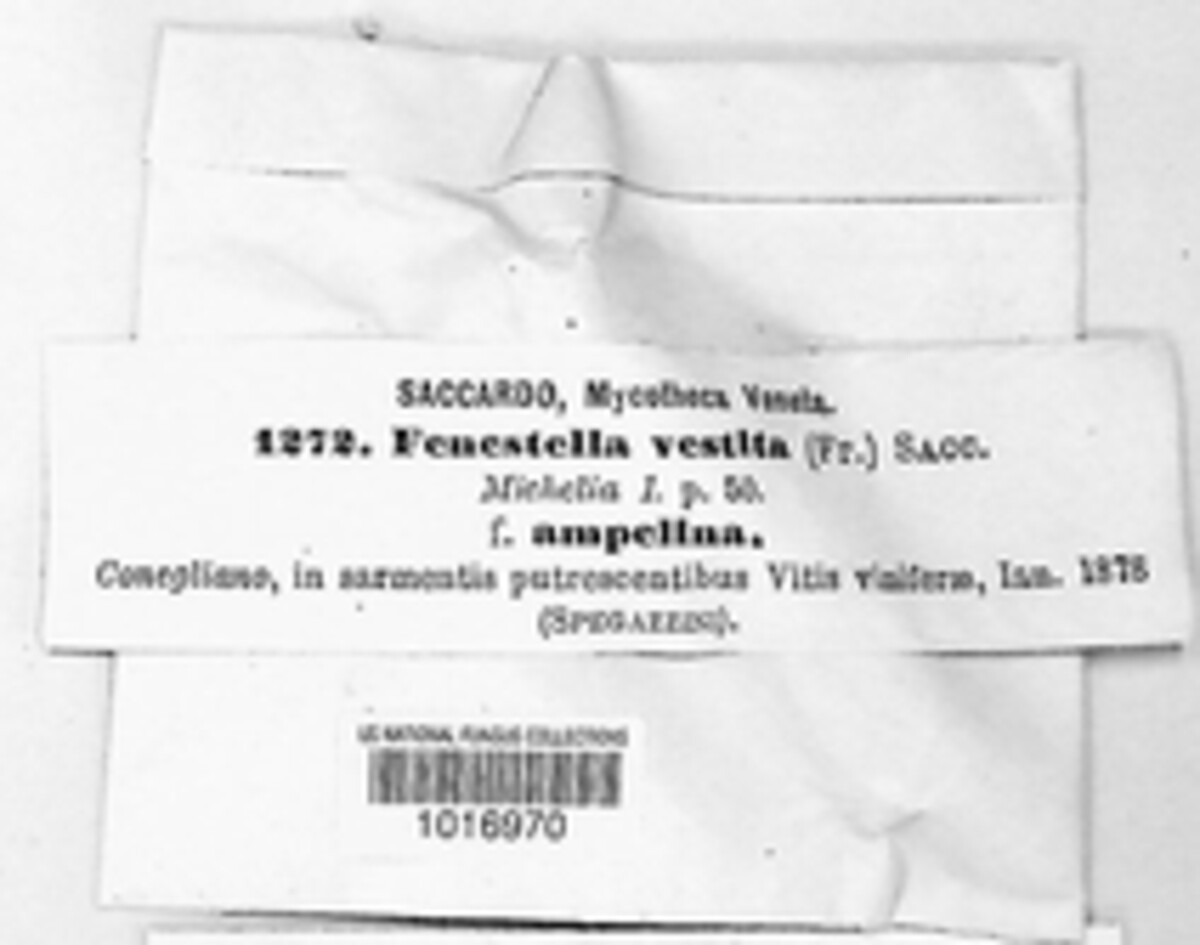 SACCARDO, Mycotheca Veneta.
1272. Fenestella vestita (Fr.) SACC.
Michelia I. p. 50.
f. ampelina.
Conegliano, in sarmentis putrescentibus Vitis viniferæ, Ian. 1878
(SPEGAZZINI).
US NATIONAL FUNGUS COLLECTIONS
1016970